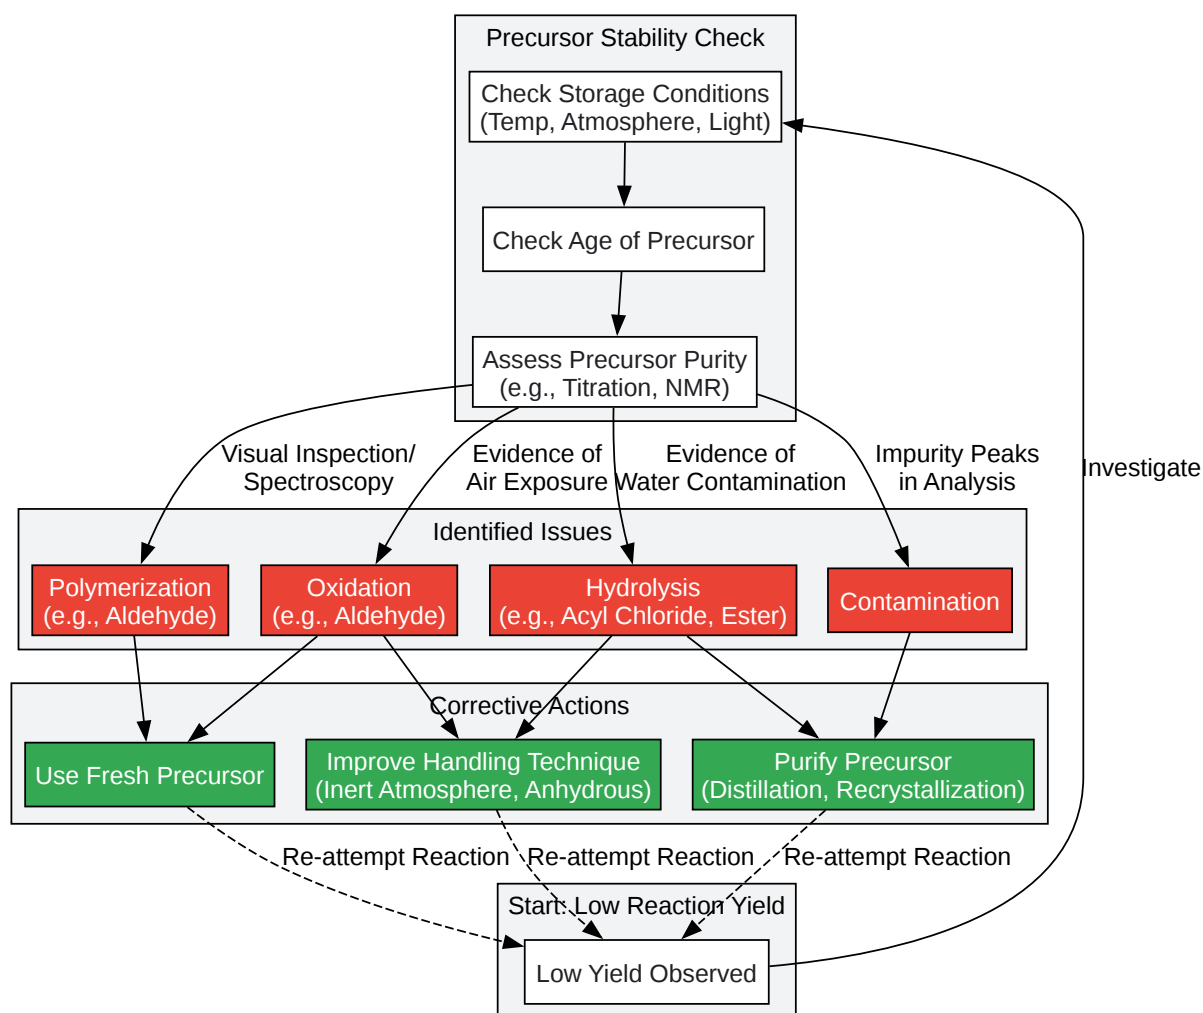 Precursor Stability Check
Check Storage Conditions
(Temp, Atmosphere, Light)
Check Age of Precursor
Assess Precursor Purity
(e.g., Titration, NMR)
Visual Inspection/
Spectroscopy
Evidence of
Air Exposure
Evidence of
Water Contamination
Impurity Peaks
in Analysis
Investigate
Identified Issues
Polymerization
(e.g., Aldehyde)
Oxidation
(e.g., Aldehyde)
Hydrolysis
(e.g., Acyl Chloride, Ester)
Contamination
Corrective Actions
Use Fresh Precursor
Improve Handling Technique
(Inert Atmosphere, Anhydrous)
Purify Precursor
(Distillation, Recrystallization)
Re-attempt Reaction
Re-attempt Reaction
Re-attempt Reaction
Start: Low Reaction Yield
Low Yield Observed